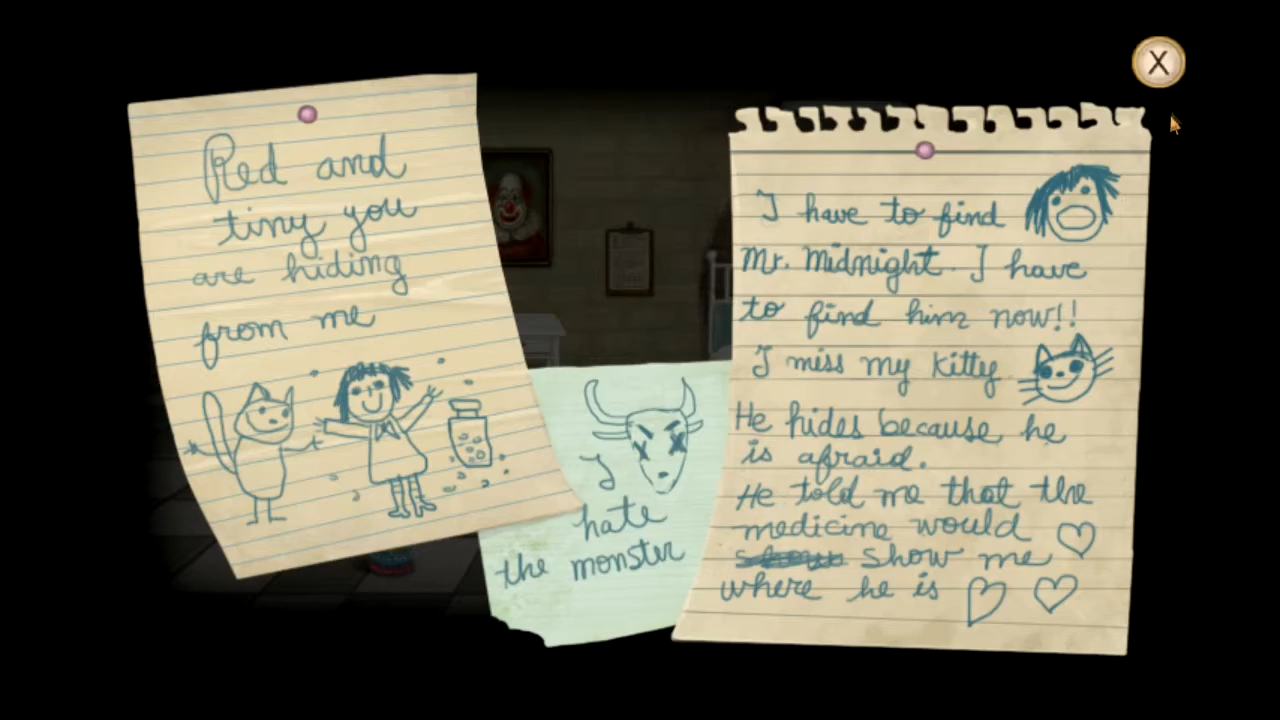 Red and
tiny you
are hiding
from me
I
hate
the monster
I have to find
Mr. Midnight. I have
to find him now!!
I miss my Kitty
He hides because he
is afraid.
He told me that the
medicine would
show me
where he is
X